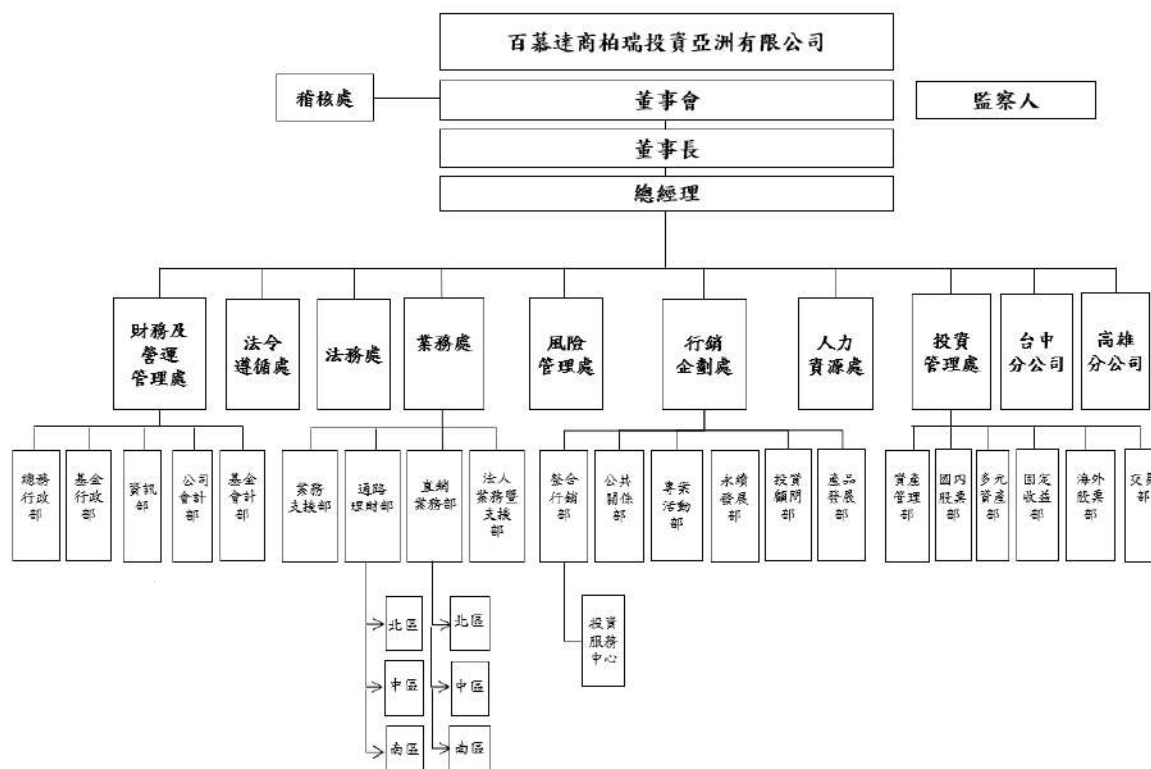 百慕達商柏瑞投資亞洲有限公司
稽核處
董事會
監察人
董事長
總經理
財務及
營運
管理處
法令
遵循處
法務處
業務處
風險
管理處
行銷
企劃處
人力
資源處
投資
管理處
台中
分公司
高雄
分公司
總務
行政
部
基金
行政
部
資訊
部
公司
會計
部
基金
會計
部
業務
支援部
通路
理財部
直銷
業務部
法人
業務暨
支援
部
整合
行銷
部
公共
關係
部
專案
活動
部
永續
發展
部
投資
顧問
部
產品
發展
部
資產
管理
部
國內
股票
部
多元
資產
部
固定
收益
部
海外
股票
部
交易
部
北區
中區
南區
北區
中區
南區
投資
服務
中心